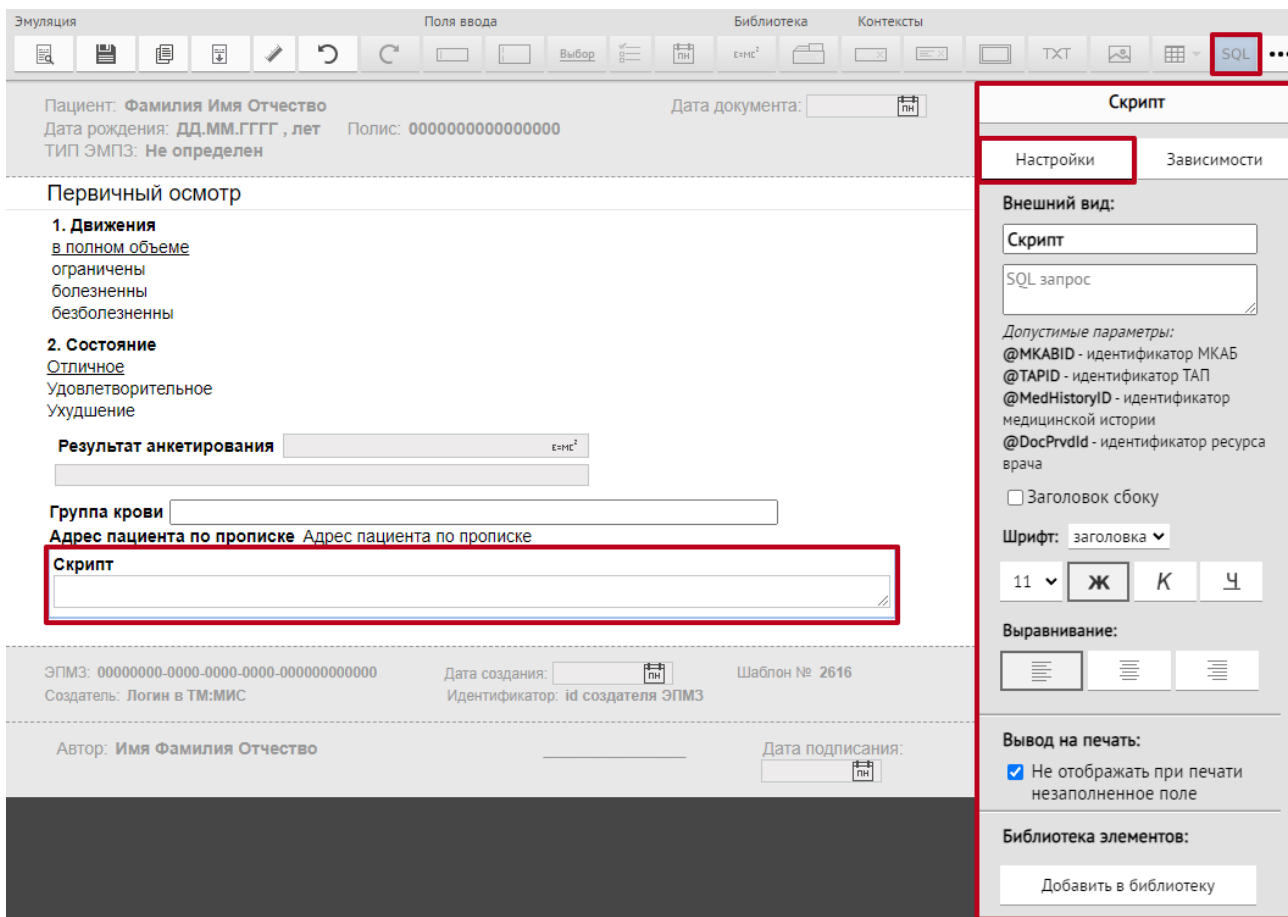 Эмуляция Поля ввода Библиотека Контексты
Выбор ПН E=MC² TXT SQL •••
Пациент: Фамилия Имя Отчество Дата документа: ПН
Дата рождения: ДД.ММ.ГГГГ , лет Полис: 0000000000000000
ТИП ЭМПЗ: Не определен
Первичный осмотр
1. Движения
в полном объеме
ограничены
болезненны
безболезненны
2. Состояние
Отличное
Удовлетворительное
Ухудшение
Результат анкетирования E=MC²
Группа крови
Адрес пациента по прописке Адрес пациента по прописке
Скрипт
ЭПМЗ: 00000000-0000-0000-0000-000000000000 Дата создания: ПН Шаблон № 2616
Создатель: Логин в ТМ:МИС Идентификатор: id создателя ЭПМЗ
Автор: Имя Фамилия Отчество Дата подписания:
ПН
Скрипт
Настройки Зависимости
Внешний вид:
Скрипт
SQL запрос
Допустимые параметры:
@MKABID - идентификатор МКАБ
@TAPID - идентификатор ТАП
@MedHistoryID - идентификатор
медицинской истории
@DocPrvdId - идентификатор ресурса
врача
Заголовок сбоку
Шрифт: заголовка
11 Ж К Ч
Выравнивание:
Вывод на печать:
Не отображать при печати
незаполненное поле
Библиотека элементов:
Добавить в библиотеку